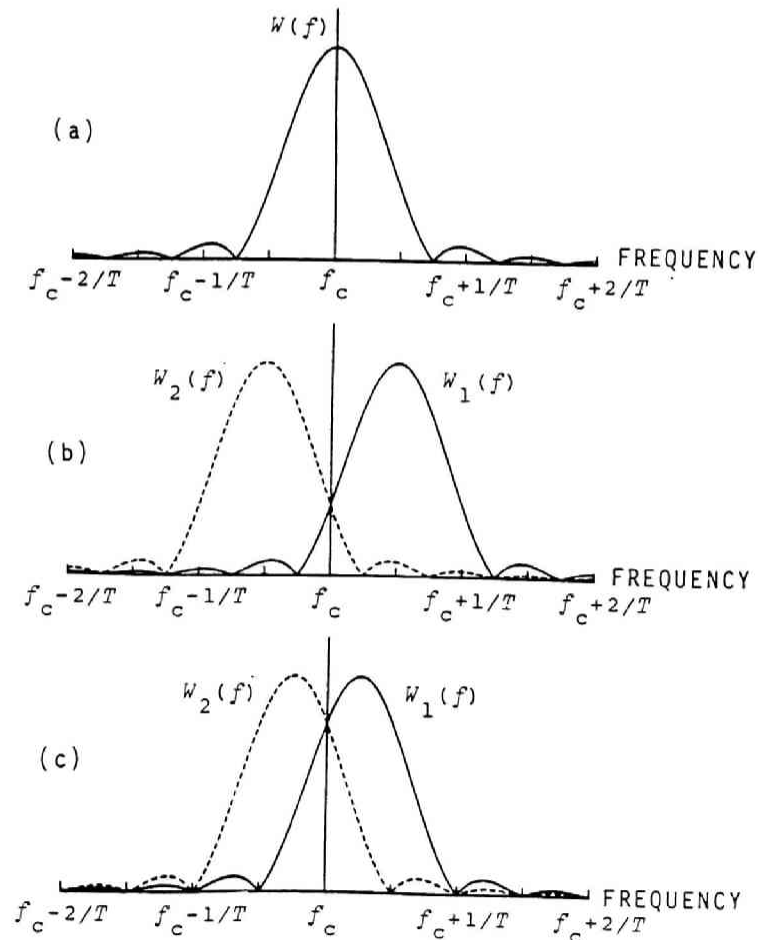 W(f)
(a)
FREQUENCY
f_c-2/T f_c-1/T f_c f_c+1/T f_c+2/T
W_2(f) W_1(f)
(b)
FREQUENCY
f_c-2/T f_c-1/T f_c f_c+1/T f_c+2/T
W_2(f) W_1(f)
(c)
FREQUENCY
f_c-2/T f_c-1/T f_c f_c+1/T f_c+2/T